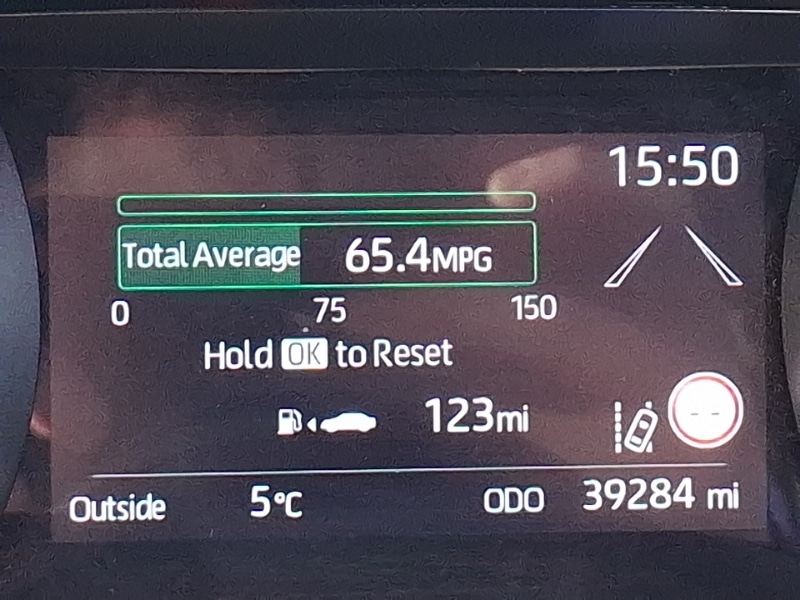 15:50
Total Average 65.4MPG
0 75 150
Hold OK to Reset
123mi
--
Outside 5°C ODO 39284 mi